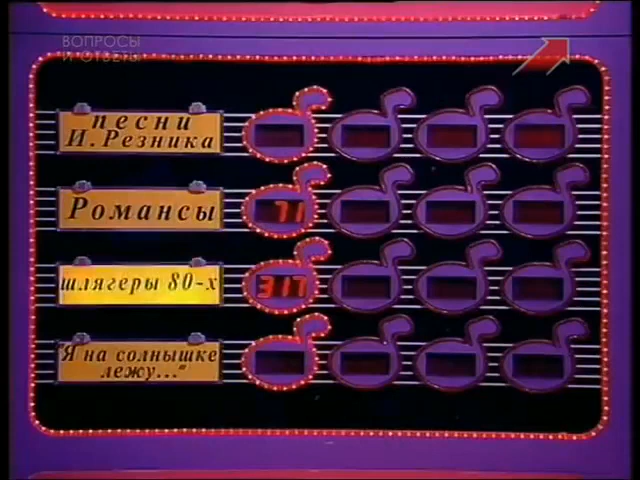 ВОПРОСЫ
И ОТВЕТЫ
песни
И.Резника
Романсы
71
шлягеры 80-х
317
"Я на солнышке
лежу..."